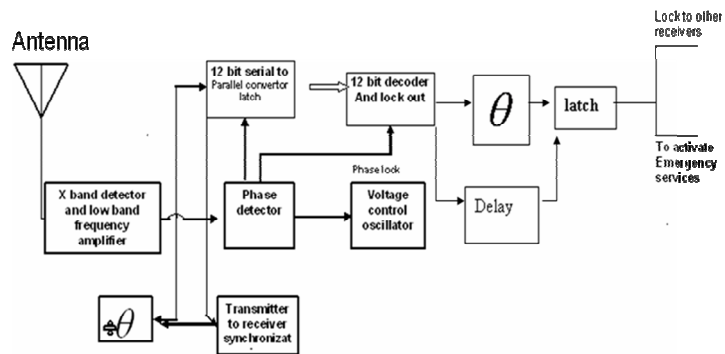 Lock to other
receivers
Antenna
12 bit serial to
Parallel convertor
latch
12 bit decoder
And lock out
θ
latch
To activate
Emergency
services
Phase lock
X band detector
and low band
frequency
amplifier
Phase
detector
Voltage
control
oscillator
Delay
÷θ
Transmitter
to receiver
synchronizat